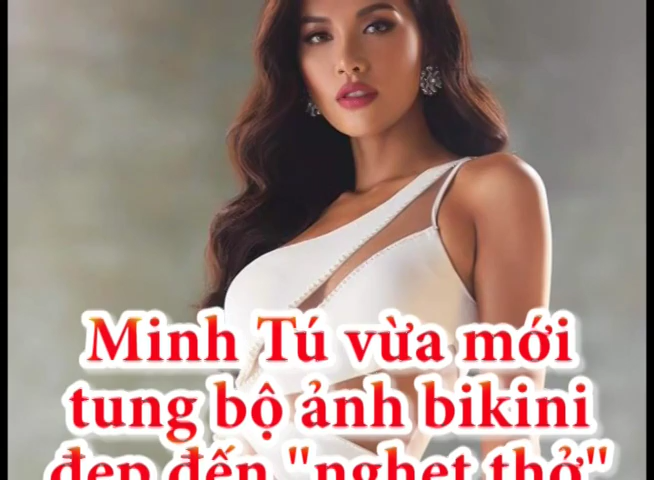 Minh Tú vừa mới
tung bộ ảnh bikini
đẹp đến "nghẹt thở"